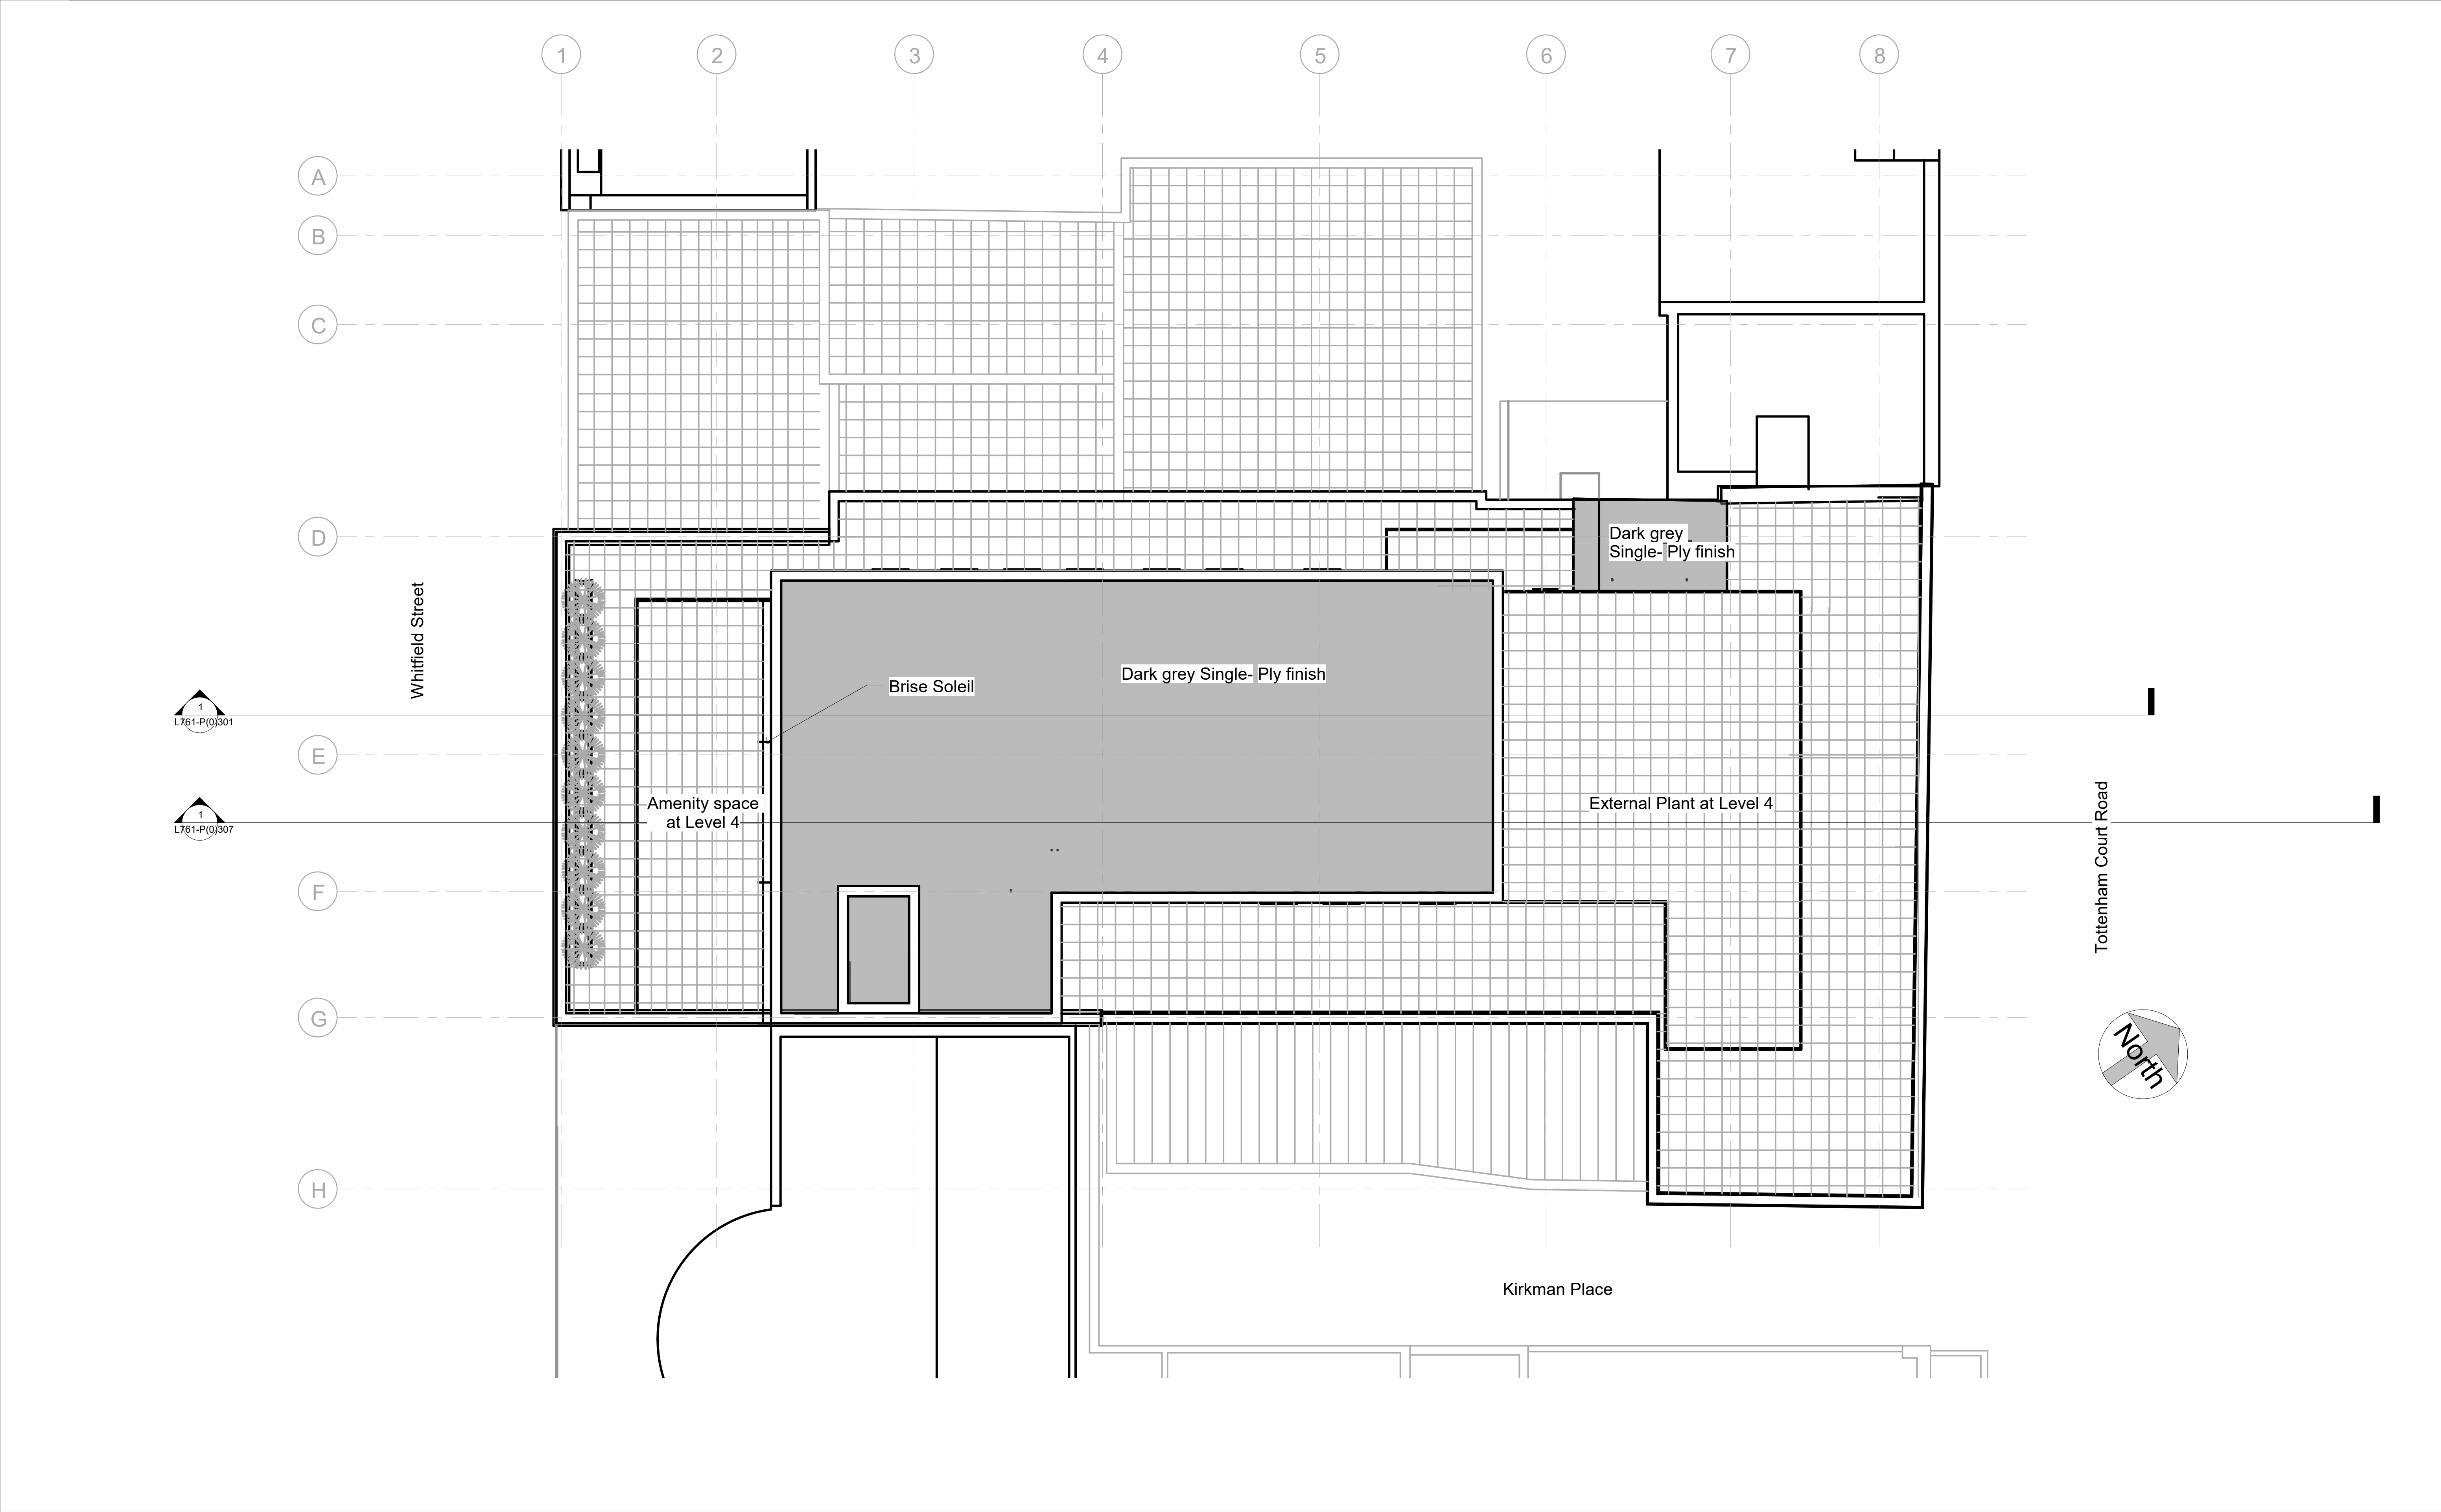 1 2 3 4 5 6 7 8
A
B
C
D
E
F
G
H
Whitfield Street
Dark grey
Single- Ply finish
Brise Soleil
Dark grey Single- Ply finish
1
L761-P(0)301
1
L761-P(0)307
Amenity space
at Level 4
External Plant at Level 4
Tottenham Court Road
North
Kirkman Place